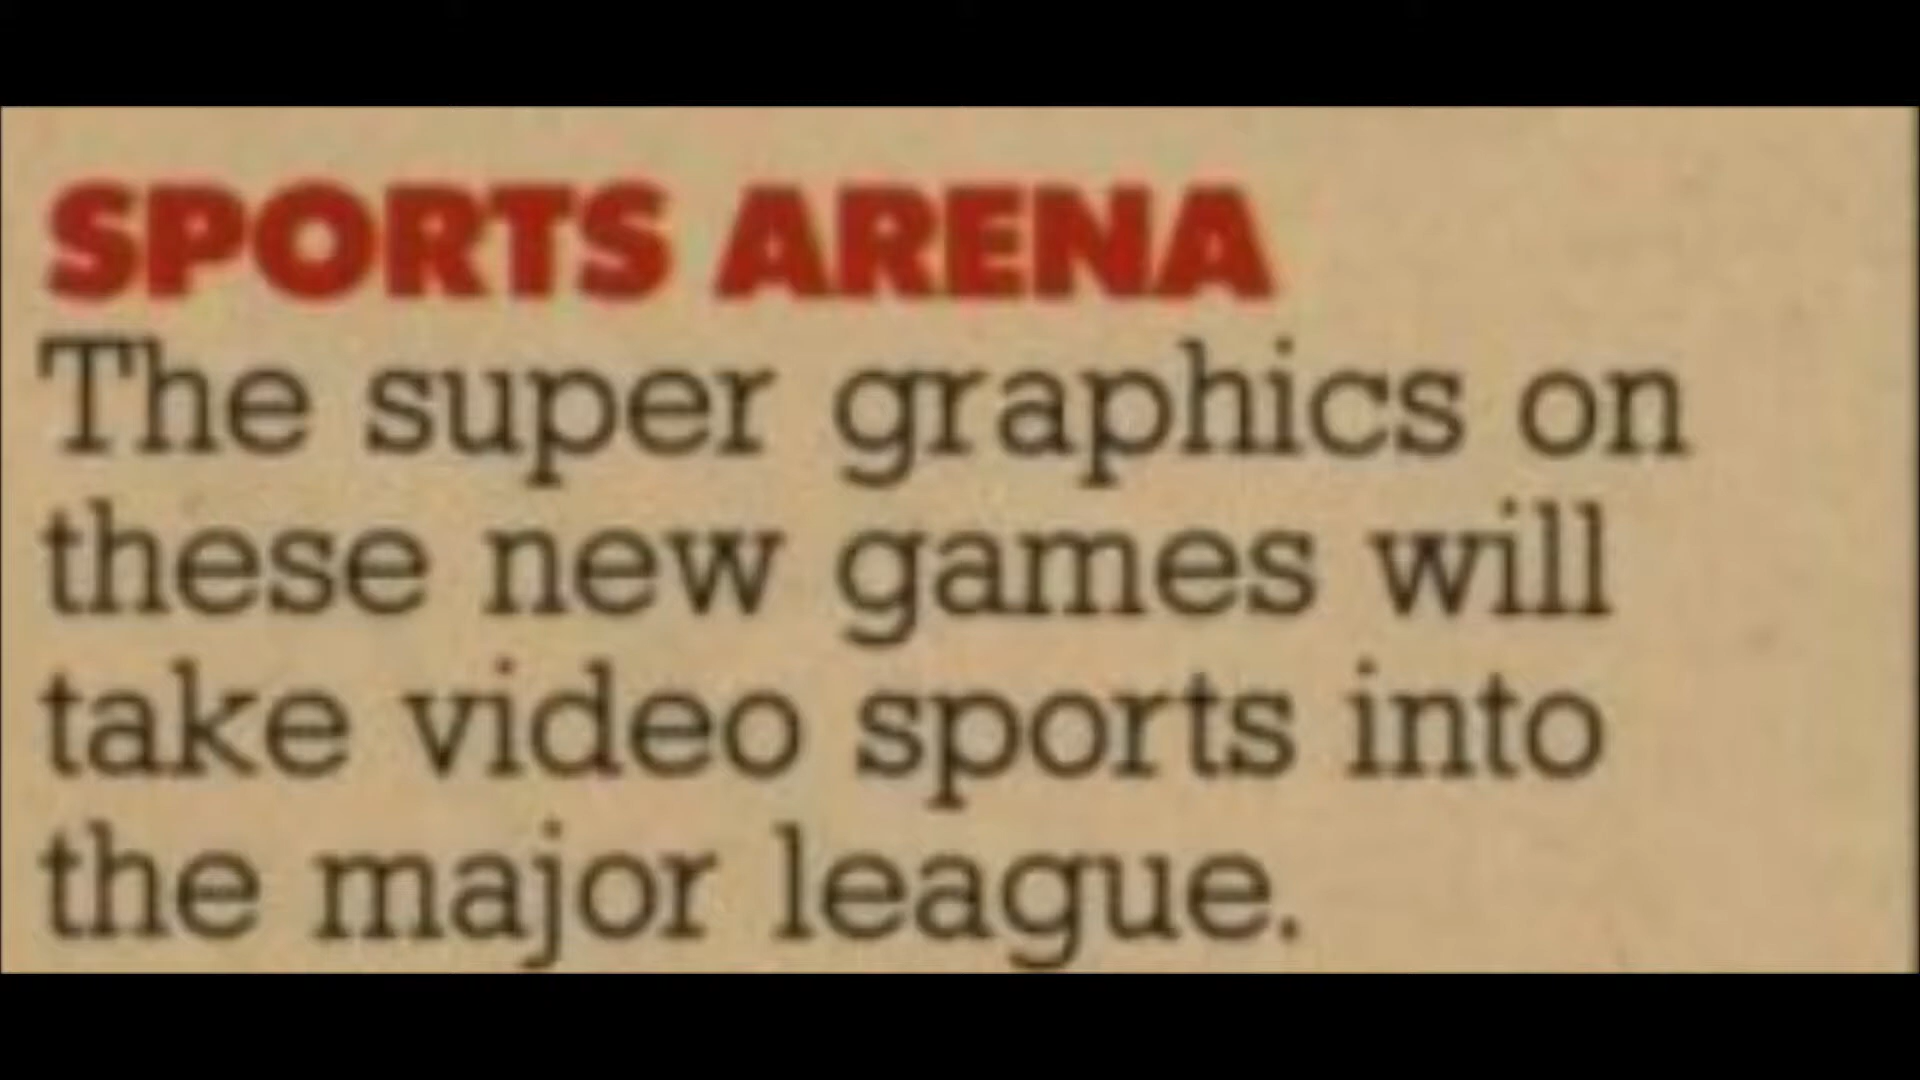 SPORTS ARENA
The super graphics on
these new games will
take video sports into
the major league.